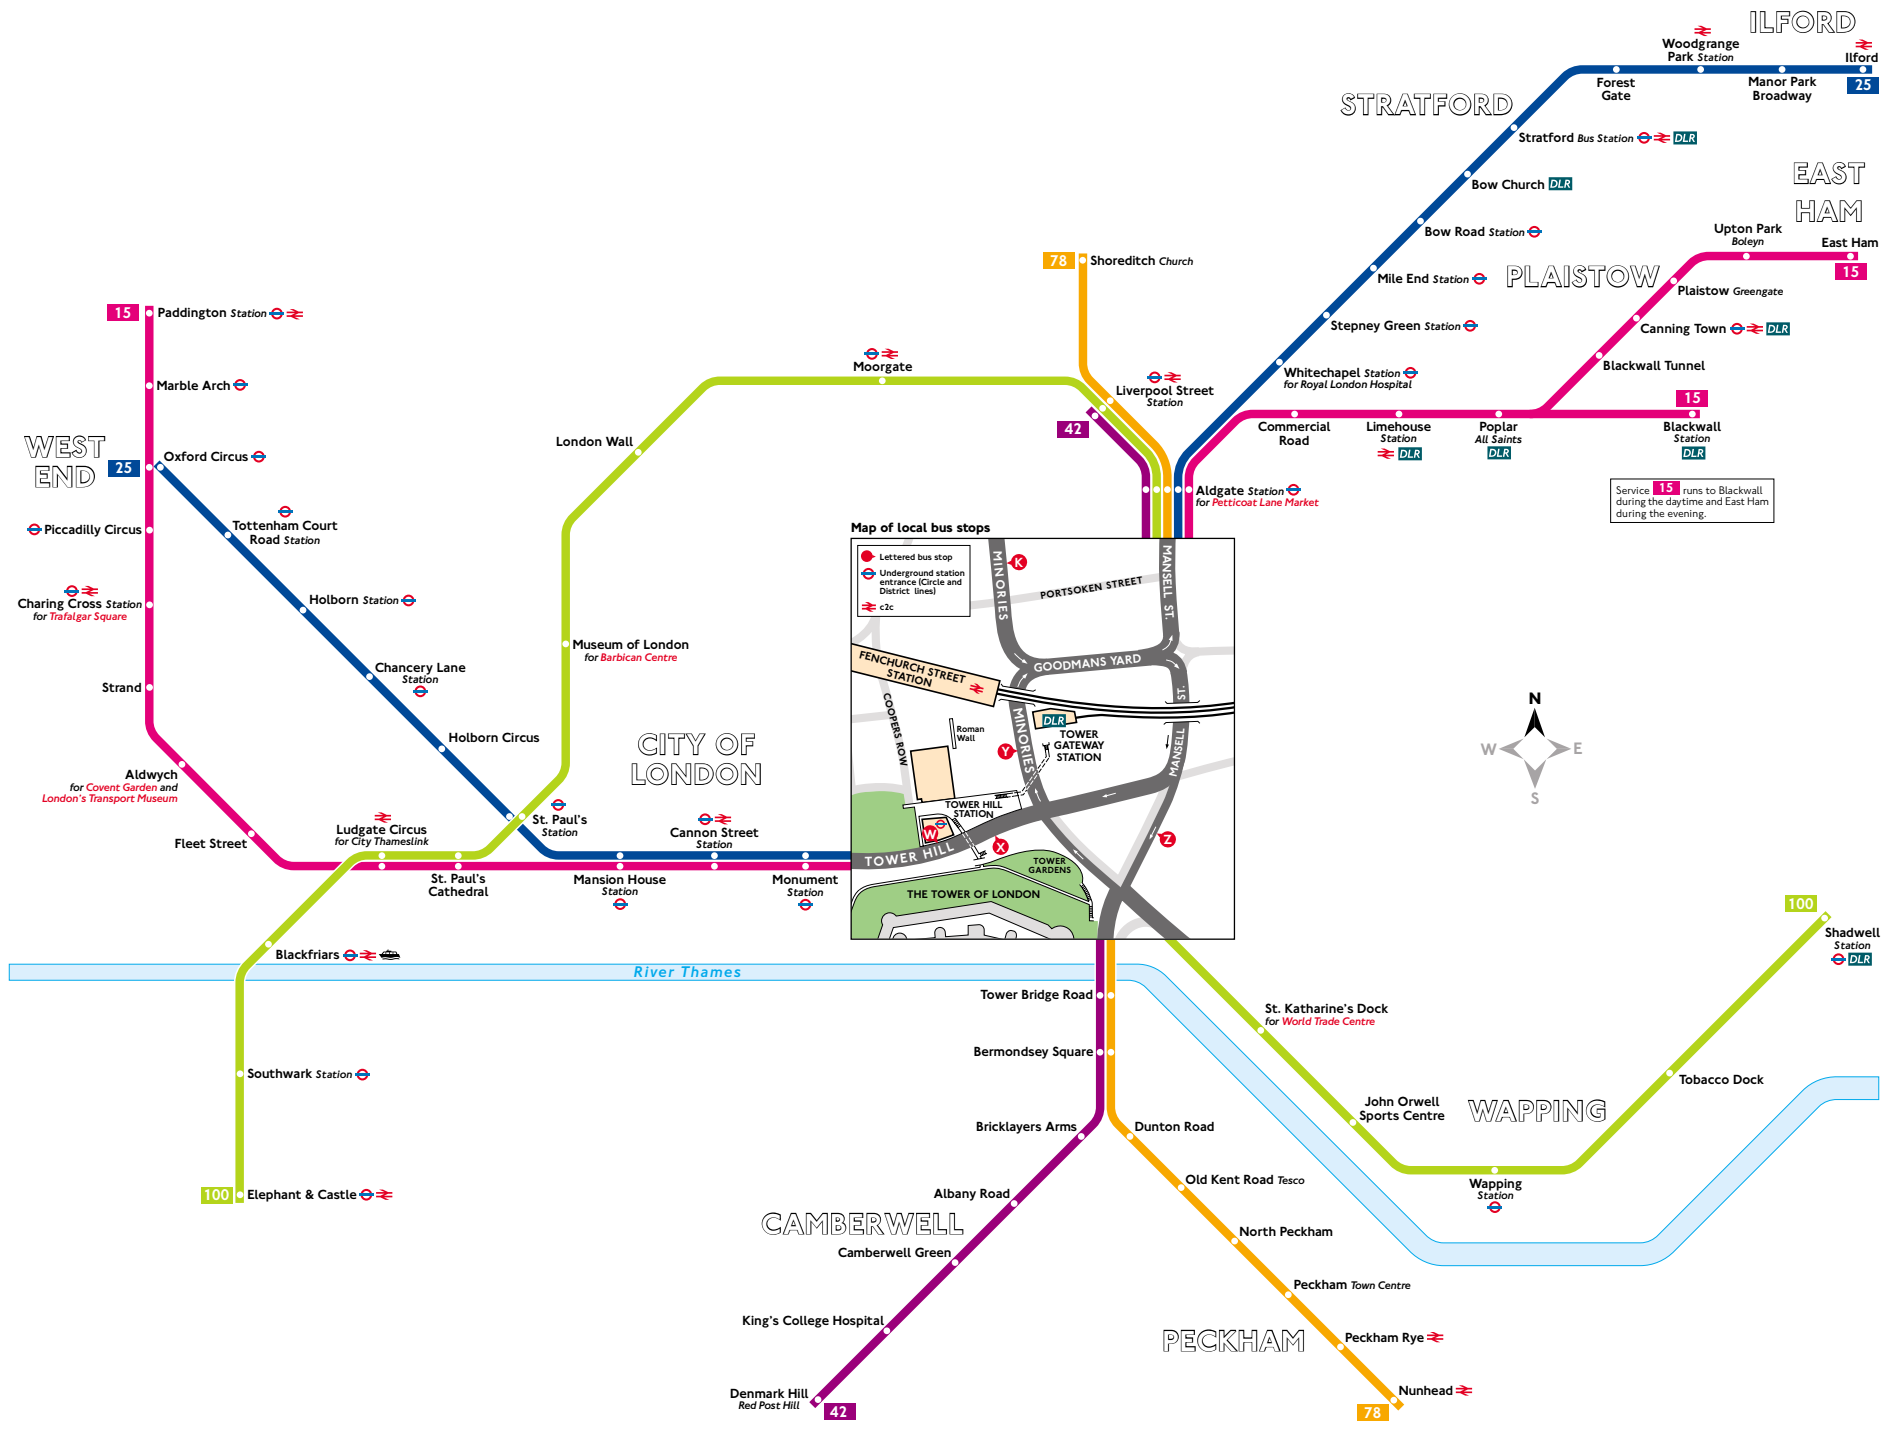 ILFORD
Woodgrange
Park Station
Ilford
25
Forest
Gate
Manor Park
Broadway
STRATFORD
Stratford Bus Station DLR
Bow Church DLR
Bow Road Station
Mile End Station
Stepney Green Station
Whitechapel Station
for Royal London Hospital
EAST
HAM
Upton Park
Boleyn
East Ham
15
PLAISTOW
Plaistow Greengate
Canning Town DLR
Blackwall Tunnel
15
Commercial
Road
Limehouse
Station
DLR
Poplar
All Saints
DLR
Blackwall
Station
DLR
Service 15 runs to Blackwall
during the daytime and East Ham
during the evening.
78
Shoreditch Church
Liverpool Street
Station
42
Aldgate Station
for Petticoat Lane Market
Moorgate
London Wall
Museum of London
for Barbican Centre
15
Paddington Station
Marble Arch
WEST
END
25
Oxford Circus
Tottenham Court
Road Station
Piccadilly Circus
Holborn Station
Charing Cross Station
for Trafalgar Square
Chancery Lane
Station
Strand
Holborn Circus
CITY OF
LONDON
Aldwych
for Covent Garden and
London's Transport Museum
Fleet Street
Ludgate Circus
for City Thameslink
St. Paul's
Station
Cannon Street
Station
St. Paul's
Cathedral
Mansion House
Station
Monument
Station
Map of local bus stops
Lettered bus stop
Underground station
entrance (Circle and
District lines)
c2c
MINORIES
K
PORTSOKEN STREET
MANSELL ST.
GOODMANS YARD
FENCHURCH STREET
STATION
COOPERS ROW
Roman
Wall
MINORIES
DLR
TOWER
GATEWAY
STATION
Y
MANSELL
ST.
TOWER HILL
STATION
W
X
Z
TOWER HILL
TOWER
GARDENS
THE TOWER OF LONDON
N
W
E
S
Blackfriars
River Thames
Southwark Station
100
Elephant & Castle
Tower Bridge Road
Bermondsey Square
Bricklayers Arms
Albany Road
CAMBERWELL
Camberwell Green
King's College Hospital
Denmark Hill
Red Post Hill
42
Dunton Road
Old Kent Road Tesco
North Peckham
Peckham Town Centre
PECKHAM
Peckham Rye
Nunhead
78
St. Katharine's Dock
for World Trade Centre
John Orwell
Sports Centre
WAPPING
Wapping
Station
Tobacco Dock
100
Shadwell
Station
DLR